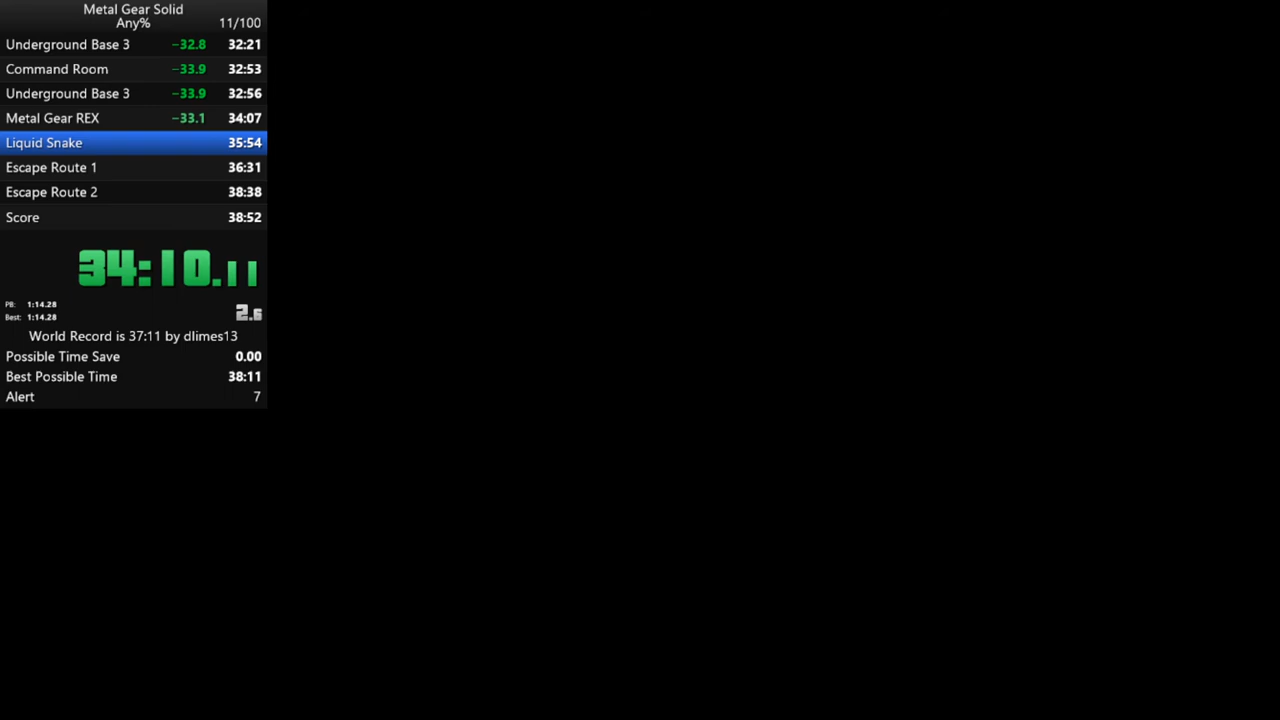 Metal Gear Solid
Any% 11/100
Underground Base 3 −32.8 32:21
Command Room −33.9 32:53
Underground Base 3 −33.9 32:56
Metal Gear REX −33.1 34:07
Liquid Snake 35:54
Escape Route 1 36:31
Escape Route 2 38:38
Score 38:52
34:10.11
PB: 1:14.28
Best: 1:14.28 2.6
World Record is 37:11 by dlimes13
Possible Time Save 0.00
Best Possible Time 38:11
Alert 7